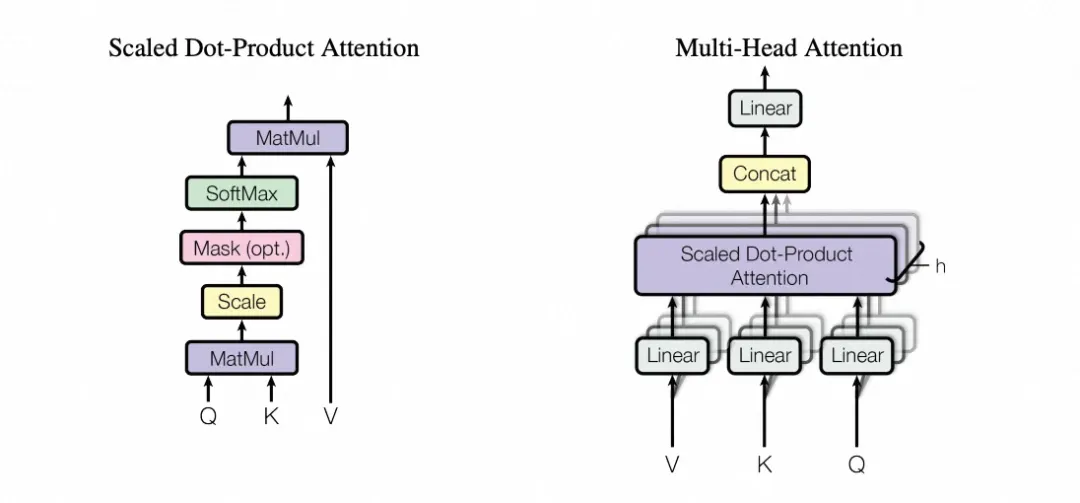 Scaled Dot-Product Attention
MatMul
SoftMax
Mask (opt.)
Scale
MatMul
Q K V
Multi-Head Attention
Linear
Concat
Scaled Dot-Product
Attention
h
Linear Linear Linear
V K Q